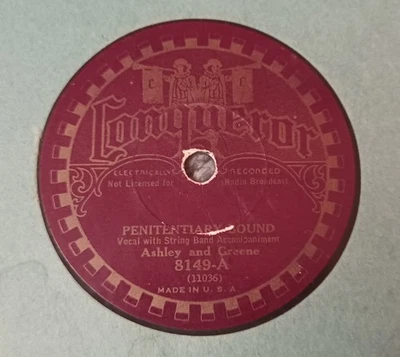 C C
Conqueror
ELECTRICALLY RECORDED
Not Licensed for Radio Broadcast
PENITENTIARY BOUND
Vocal with String Band Accompaniment
Ashley and Greene
8149-A
(11036)
MADE IN U. S. A